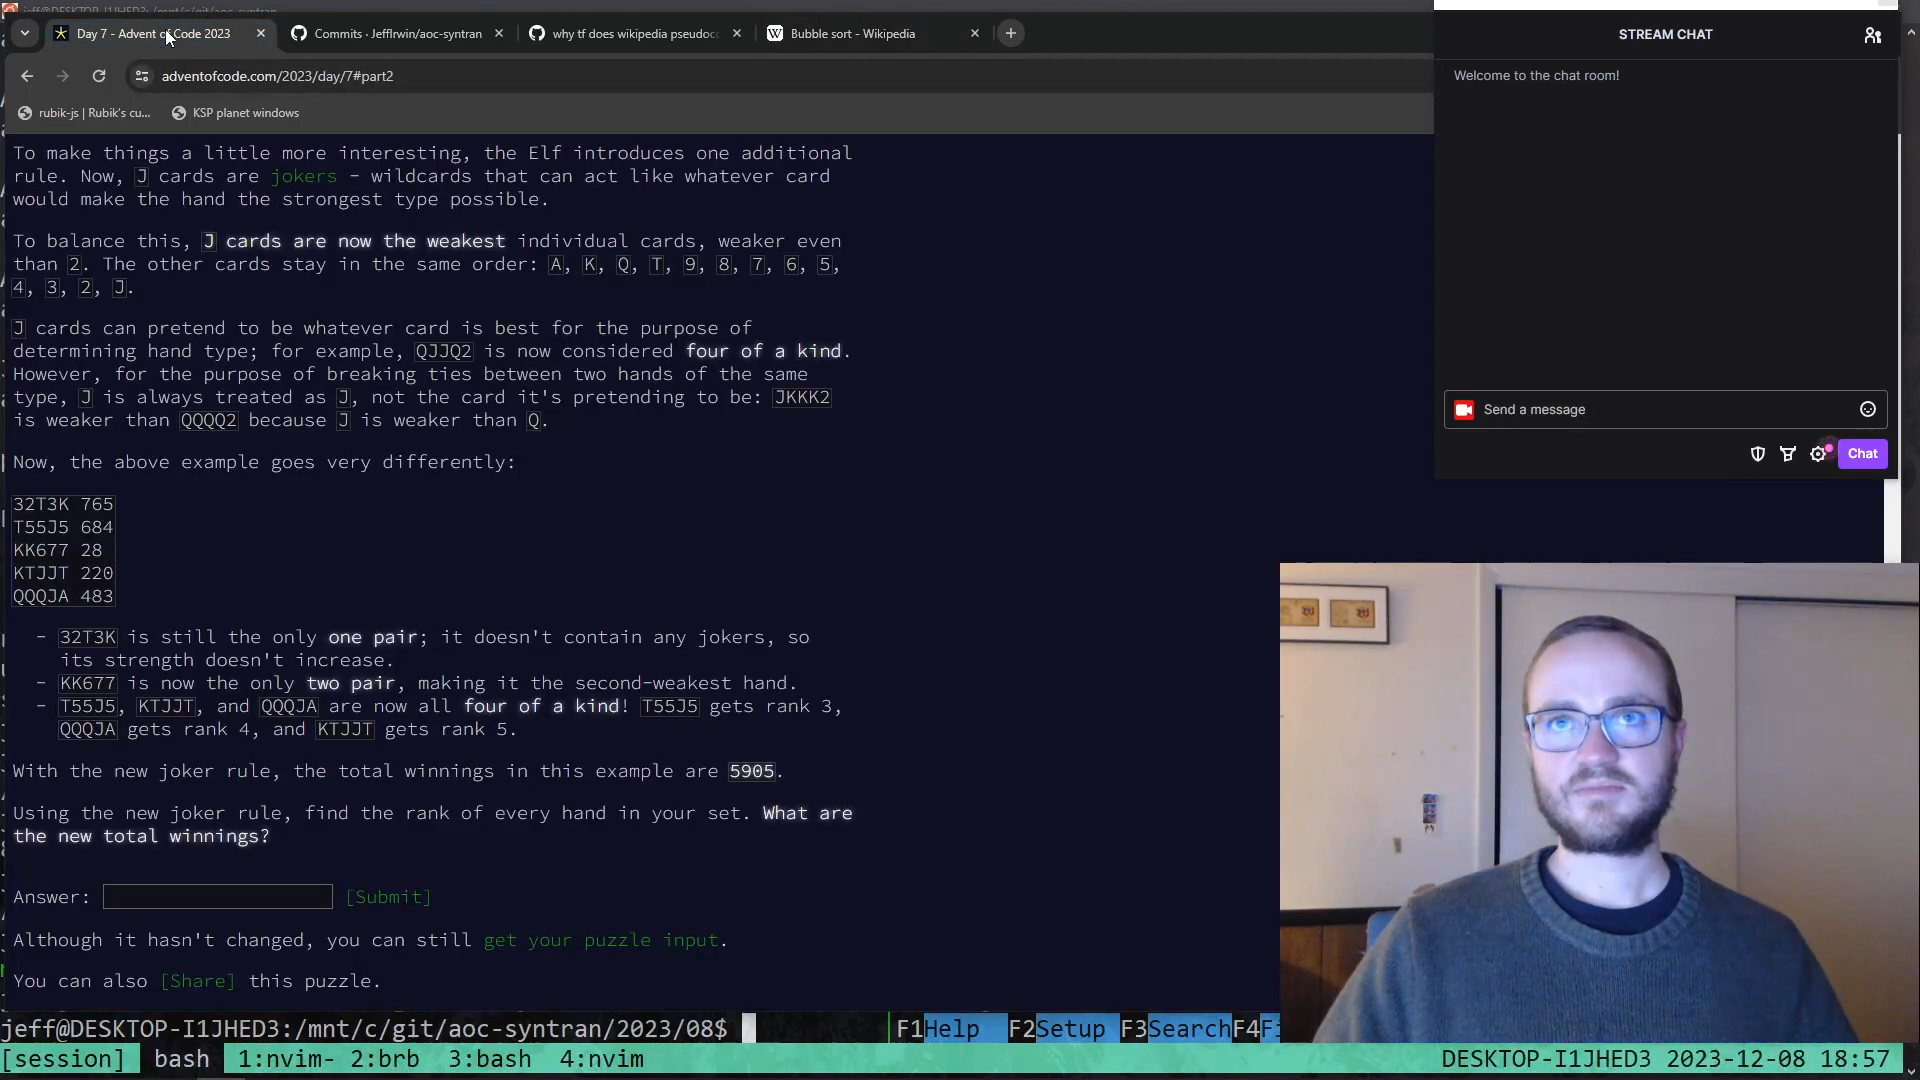 Day 7 - Advent of Code 2023
Commits · JeffIrwin/aoc-syntran
why tf does wikipedia pseudoc
Bubble sort - Wikipedia
adventofcode.com/2023/day/7#part2
rubik-js | Rubik's cu...
KSP planet windows
To make things a little more interesting, the Elf introduces one additional
rule. Now, J cards are jokers - wildcards that can act like whatever card
would make the hand the strongest type possible.
To balance this, J cards are now the weakest individual cards, weaker even
than 2. The other cards stay in the same order: A, K, Q, T, 9, 8, 7, 6, 5,
4, 3, 2, J.
J cards can pretend to be whatever card is best for the purpose of
determining hand type; for example, QJJQ2 is now considered four of a kind.
However, for the purpose of breaking ties between two hands of the same
type, J is always treated as J, not the card it's pretending to be: JKKK2
is weaker than QQQQ2 because J is weaker than Q.
Now, the above example goes very differently:
32T3K 765
T55J5 684
KK677 28
KTJJT 220
QQQJA 483
- 32T3K is still the only one pair; it doesn't contain any jokers, so
its strength doesn't increase.
- KK677 is now the only two pair, making it the second-weakest hand.
- T55J5, KTJJT, and QQQJA are now all four of a kind! T55J5 gets rank 3,
QQQJA gets rank 4, and KTJJT gets rank 5.
With the new joker rule, the total winnings in this example are 5905.
Using the new joker rule, find the rank of every hand in your set. What are
the new total winnings?
Answer: [Submit]
Although it hasn't changed, you can still get your puzzle input.
You can also [Share] this puzzle.
STREAM CHAT
Welcome to the chat room!
Send a message
Chat
jeff@DESKTOP-I1JHED3:/mnt/c/git/aoc-syntran/2023/08$
F1Help F2Setup F3SearchF4Fi
[session] bash 1:nvim- 2:brb 3:bash 4:nvim
DESKTOP-I1JHED3 2023-12-08 18:57